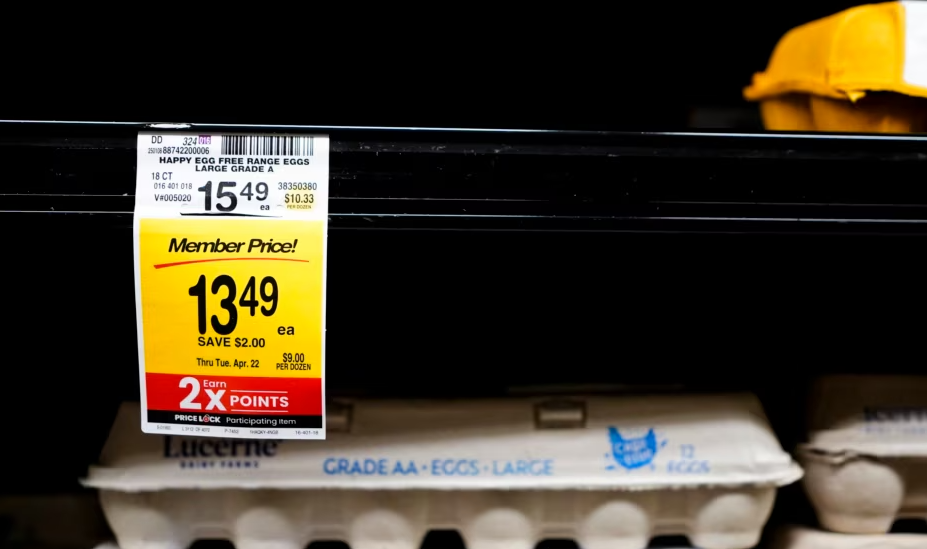 DD 324
88742200006
HAPPY EGG FREE RANGE EGGS
LARGE GRADE A
18 CT
016 401 018
V#005020
15 49 ea
38350380
$10.33
PER DOZEN
Member Price!
13 49 ea
SAVE $2.00
Thru Tue. Apr. 22
$9.00
PER DOZEN
Earn
2X POINTS
PRICE LOCK Participating Item
Lucerne
DAIRY FARMS
GRADE AA · EGGS · LARGE
12
EGGS